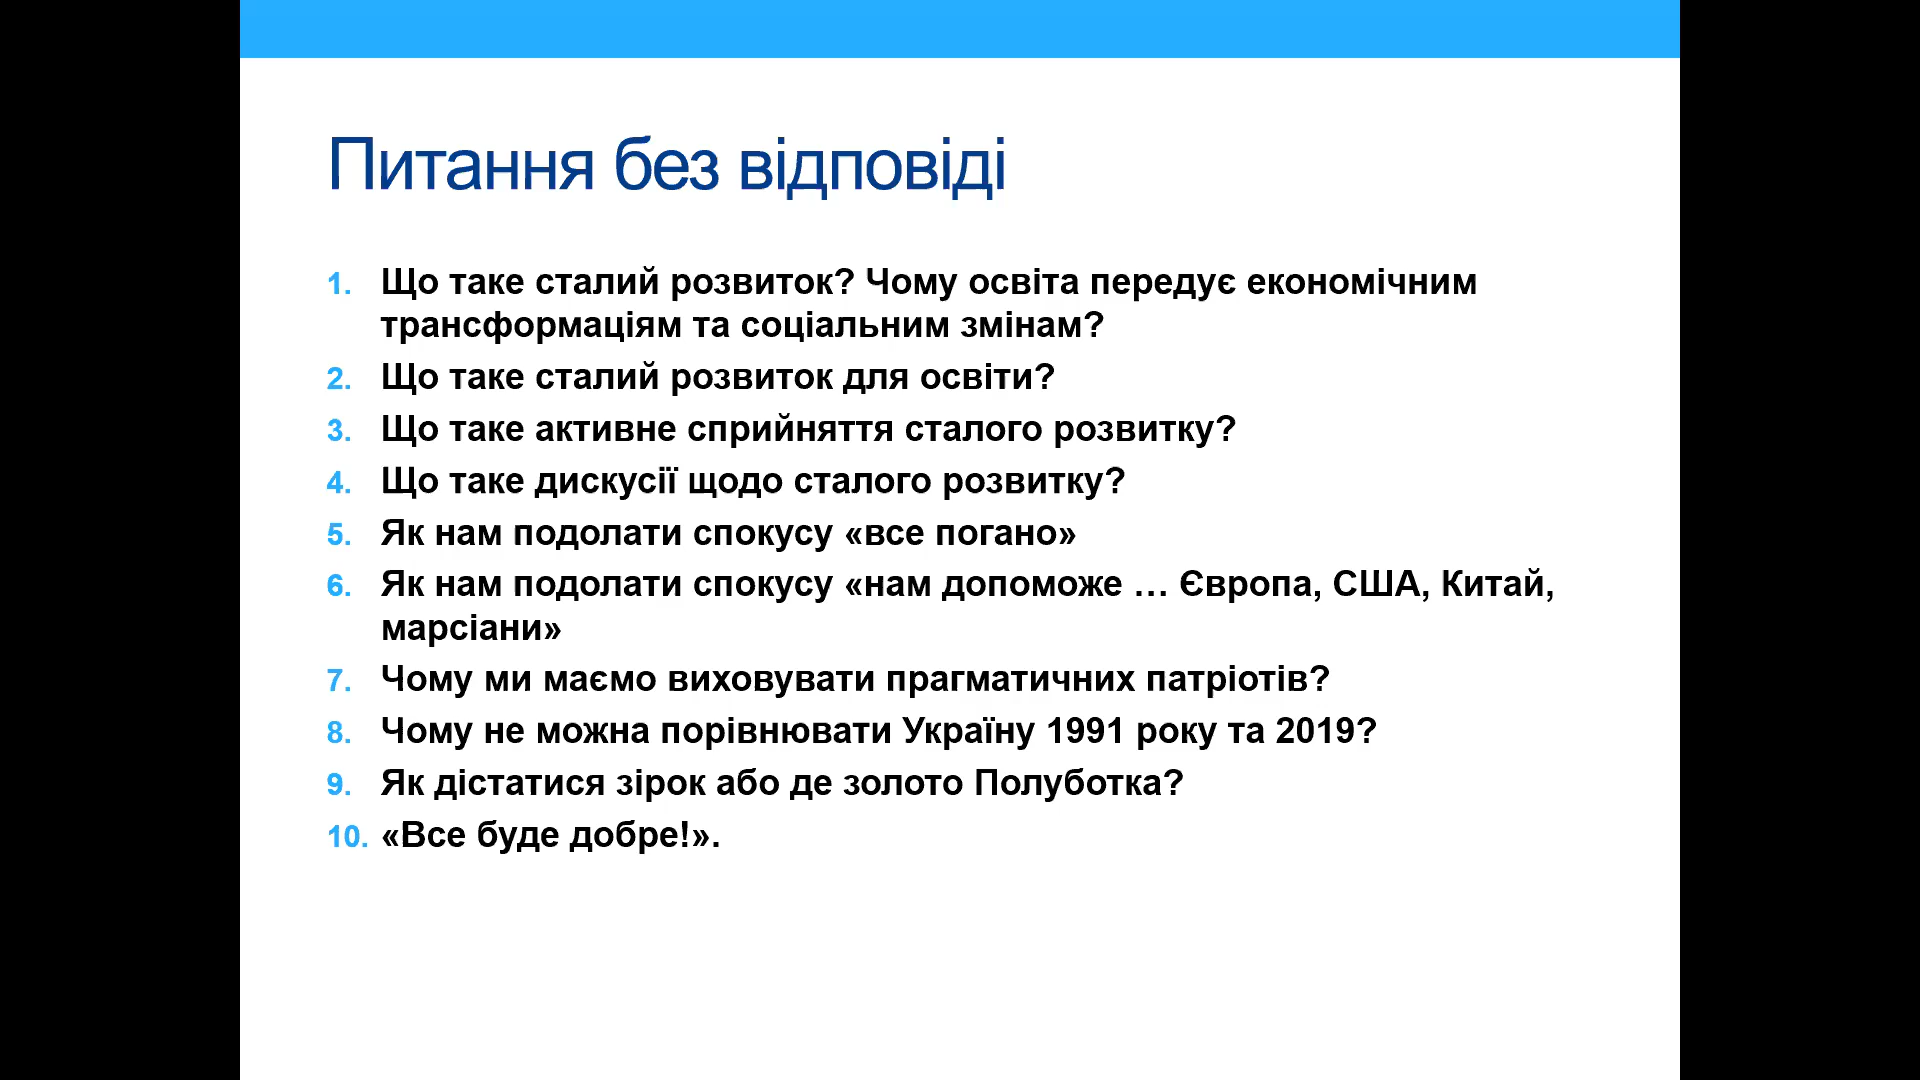 Питання без відповіді
1. Що таке сталий розвиток? Чому освіта передує економічним
трансформаціям та соціальним змінам?
2. Що таке сталий розвиток для освіти?
3. Що таке активне сприйняття сталого розвитку?
4. Що таке дискусії щодо сталого розвитку?
5. Як нам подолати спокусу «все погано»
6. Як нам подолати спокусу «нам допоможе … Європа, США, Китай,
марсіани»
7. Чому ми маємо виховувати прагматичних патріотів?
8. Чому не можна порівнювати Україну 1991 року та 2019?
9. Як дістатися зірок або де золото Полуботка?
10. «Все буде добре!».